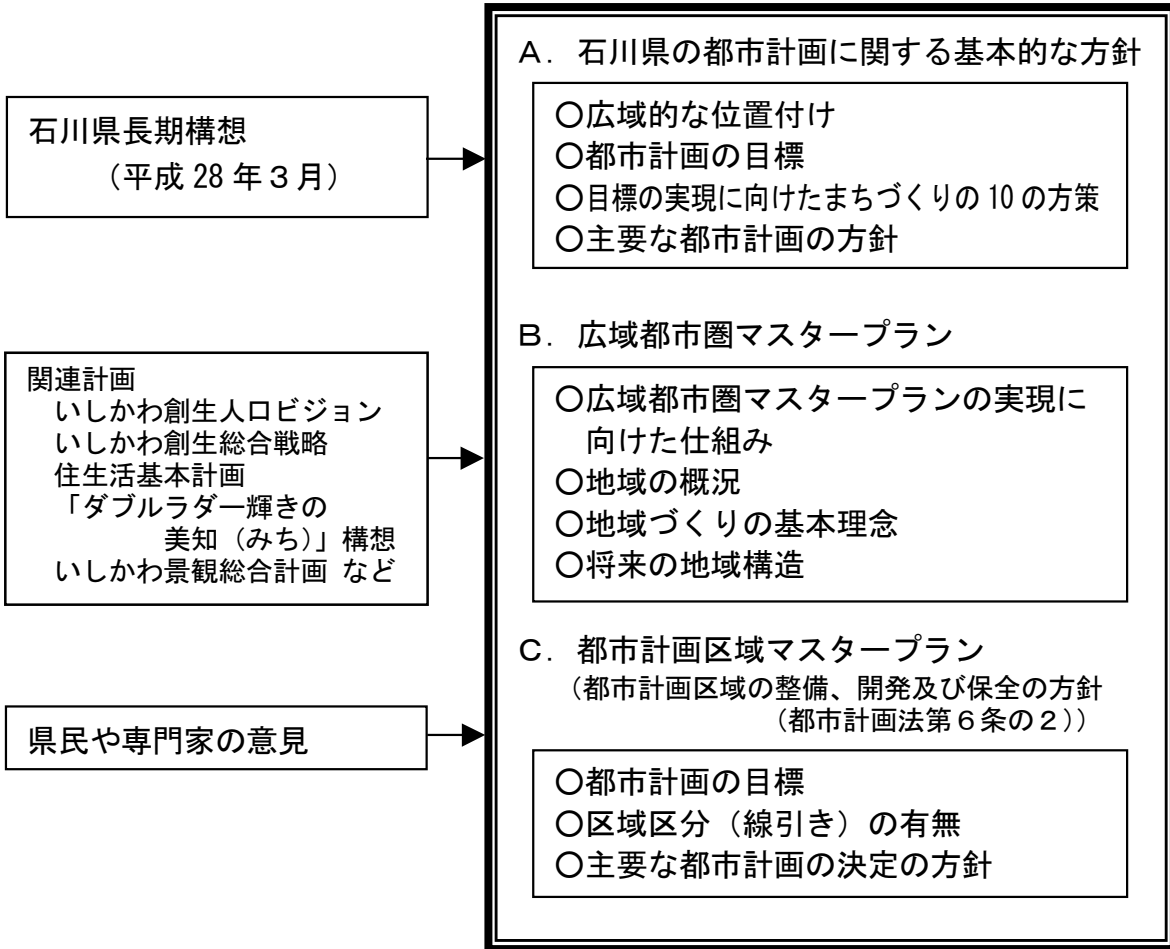 石川県長期構想
（平成 28 年３月）
関連計画
いしかわ創生人口ビジョン
いしかわ創生総合戦略
住生活基本計画
「ダブルラダー輝きの
美知（みち）」構想
いしかわ景観総合計画 など
県民や専門家の意見
Ａ．石川県の都市計画に関する基本的な方針
○広域的な位置付け
○都市計画の目標
○目標の実現に向けたまちづくりの 10 の方策
○主要な都市計画の方針
Ｂ．広域都市圏マスタープラン
○広域都市圏マスタープランの実現に
向けた仕組み
○地域の概況
○地域づくりの基本理念
○将来の地域構造
Ｃ．都市計画区域マスタープラン
（都市計画区域の整備、開発及び保全の方針
（都市計画法第６条の２））
○都市計画の目標
○区域区分（線引き）の有無
○主要な都市計画の決定の方針